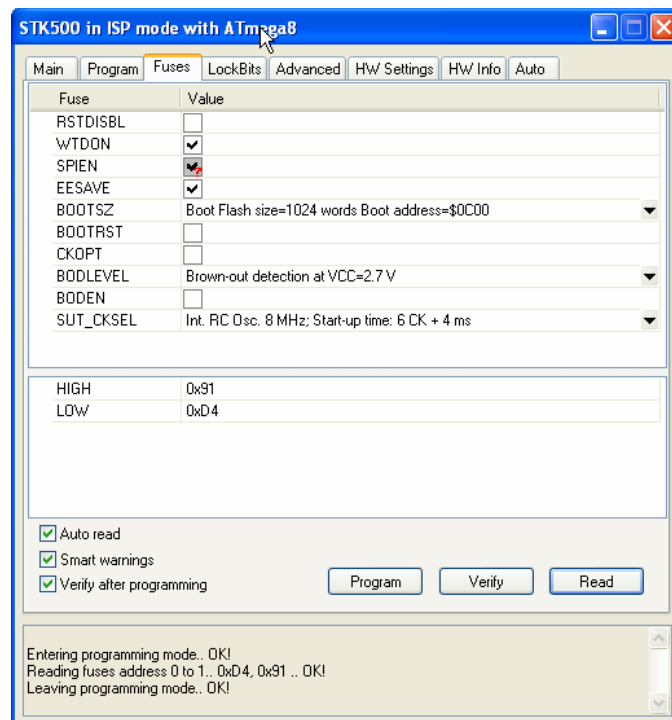 STK500 in ISP mode with ATmega8
Main Program Fuses LockBits Advanced HW Settings HW Info Auto
Fuse Value
RSTDISBL
WTDON
SPIEN
EESAVE
BOOTSZ Boot Flash size=1024 words Boot address=$0C00
BOOTRST
CKOPT
BODLEVEL Brown-out detection at VCC=2.7 V
BODEN
SUT_CKSEL Int. RC Osc. 8 MHz; Start-up time: 6 CK + 4 ms
HIGH 0x91
LOW 0xD4
Auto read
Smart warnings
Verify after programming
Program Verify Read
Entering programming mode.. OK!
Reading fuses address 0 to 1.. 0xD4, 0x91 .. OK!
Leaving programming mode.. OK!